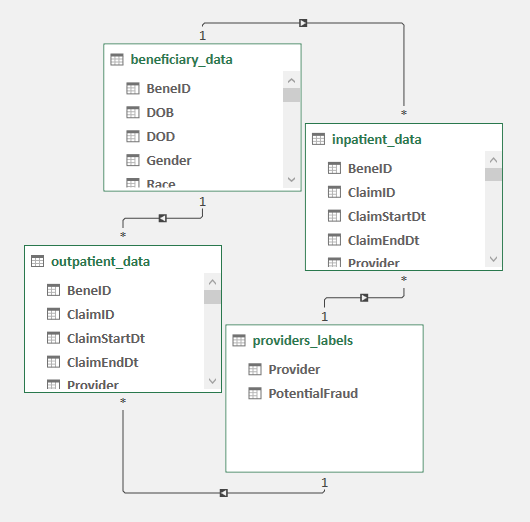 1
beneficiary_data
BeneID
DOB
DOD
Gender
Race
1
*
inpatient_data
BeneID
ClaimID
ClaimStartDt
ClaimEndDt
Provider
*
*
outpatient_data
BeneID
ClaimID
ClaimStartDt
ClaimEndDt
Provider
*
1
providers_labels
Provider
PotentialFraud
1